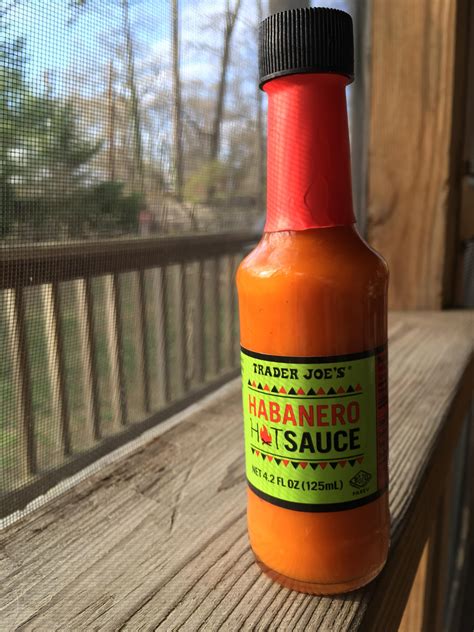 TRADER JOE'S®
HABANERO
HOT SAUCE
NET 4.2 FL OZ (125mL)